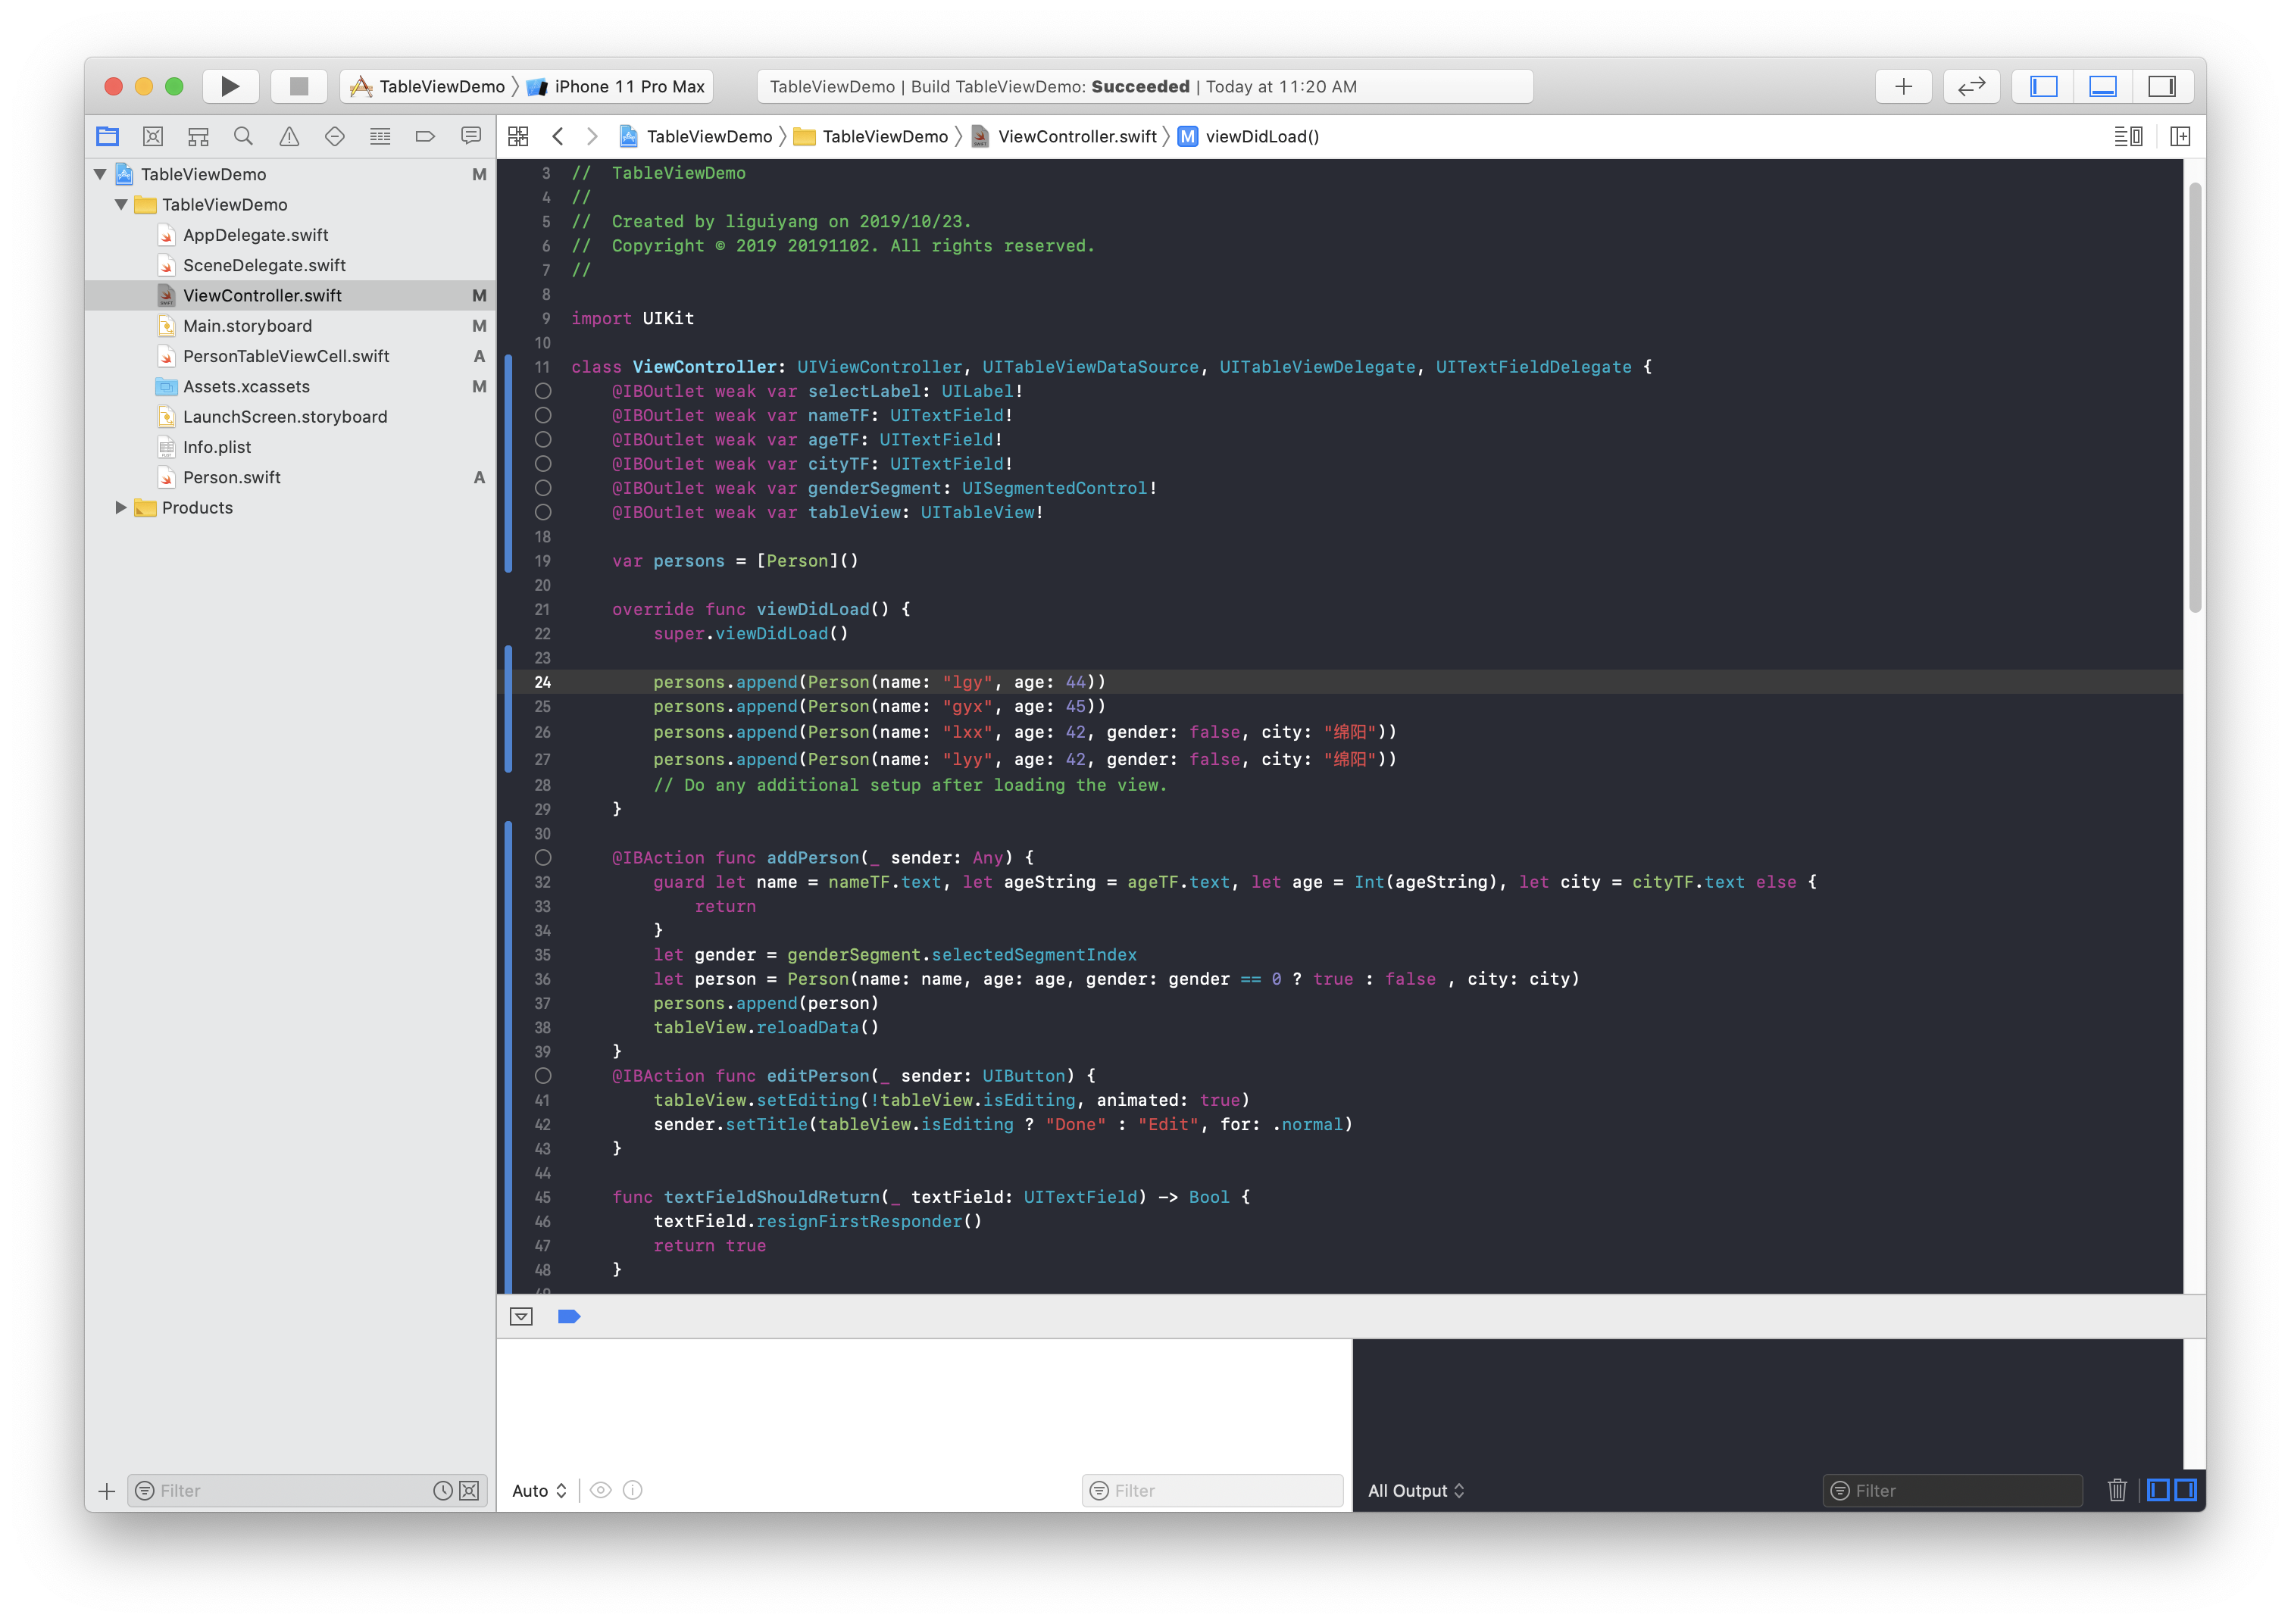 TableViewDemo 〉 iPhone 11 Pro Max
TableViewDemo | Build TableViewDemo: Succeeded | Today at 11:20 AM
TableViewDemo 〉 TableViewDemo 〉 ViewController.swift 〉 M viewDidLoad()
TableViewDemo M
TableViewDemo
AppDelegate.swift
SceneDelegate.swift
ViewController.swift M
Main.storyboard M
PersonTableViewCell.swift A
Assets.xcassets M
LaunchScreen.storyboard
Info.plist
Person.swift A
Products
Filter
3 //  TableViewDemo
4 //
5 //  Created by liguiyang on 2019/10/23.
6 //  Copyright © 2019 20191102. All rights reserved.
7 //
8
9 import UIKit
10
11 class ViewController: UIViewController, UITableViewDataSource, UITableViewDelegate, UITextFieldDelegate {
@IBOutlet weak var selectLabel: UILabel!
@IBOutlet weak var nameTF: UITextField!
@IBOutlet weak var ageTF: UITextField!
@IBOutlet weak var cityTF: UITextField!
@IBOutlet weak var genderSegment: UISegmentedControl!
@IBOutlet weak var tableView: UITableView!
18
19     var persons = [Person]()
20
21     override func viewDidLoad() {
22         super.viewDidLoad()
23
24         persons.append(Person(name: "lgy", age: 44))
25         persons.append(Person(name: "gyx", age: 45))
26         persons.append(Person(name: "lxx", age: 42, gender: false, city: "绵阳"))
27         persons.append(Person(name: "lyy", age: 42, gender: false, city: "绵阳"))
28         // Do any additional setup after loading the view.
29     }
30
@IBAction func addPerson(_ sender: Any) {
32         guard let name = nameTF.text, let ageString = ageTF.text, let age = Int(ageString), let city = cityTF.text else {
33             return
34         }
35         let gender = genderSegment.selectedSegmentIndex
36         let person = Person(name: name, age: age, gender: gender == 0 ? true : false , city: city)
37         persons.append(person)
38         tableView.reloadData()
39     }
@IBAction func editPerson(_ sender: UIButton) {
41         tableView.setEditing(!tableView.isEditing, animated: true)
42         sender.setTitle(tableView.isEditing ? "Done" : "Edit", for: .normal)
43     }
44
45     func textFieldShouldReturn(_ textField: UITextField) -> Bool {
46         textField.resignFirstResponder()
47         return true
48     }
49
Auto
Filter
All Output
Filter